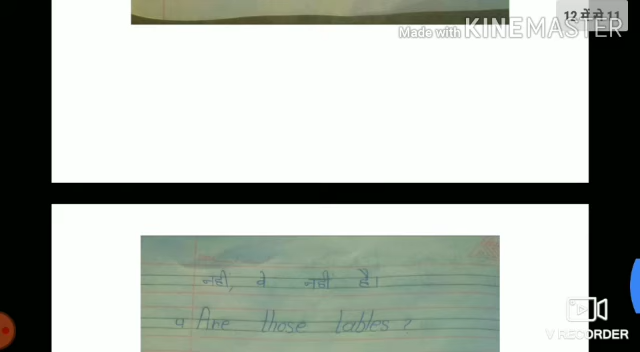 12 में से 11
Made with KINEMASTER
नही, वे नही है।
4 Are those tables ?
V RECORDER